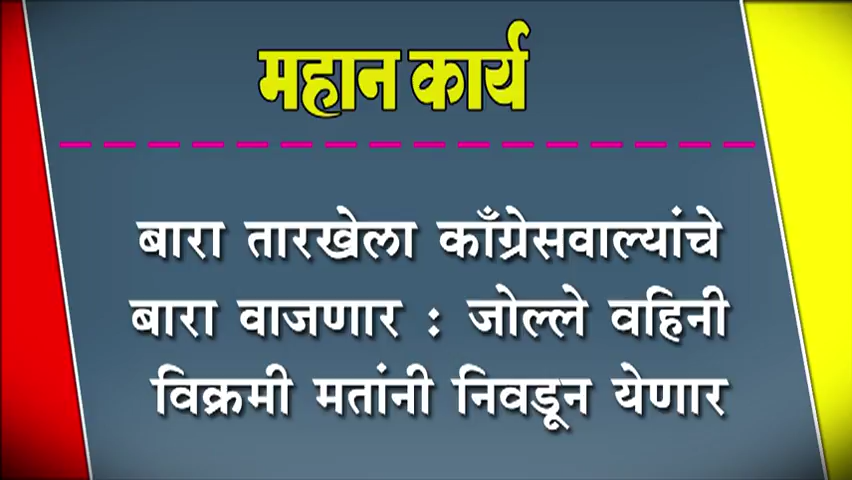 महान कार्य
बारा तारखेला काँग्रेसवाल्यांचे
बारा वाजणार : जोल्ले वहिनी
विक्रमी मतांनी निवडून येणार